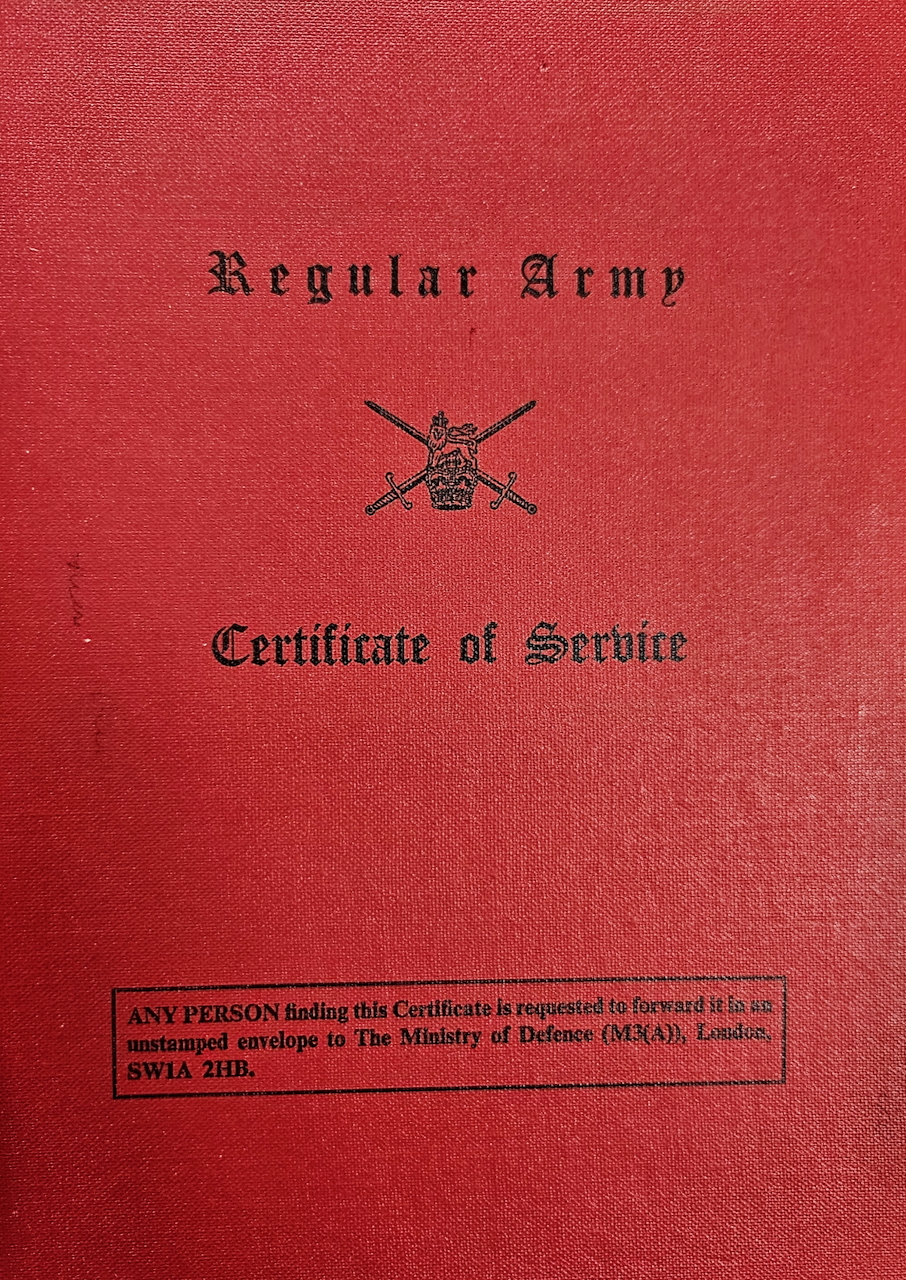 Regular Army
Certificate of Service
ANY PERSON finding this Certificate is requested to forward it in an
unstamped envelope to The Ministry of Defence (M3(A)), London,
SW1A 2HB.